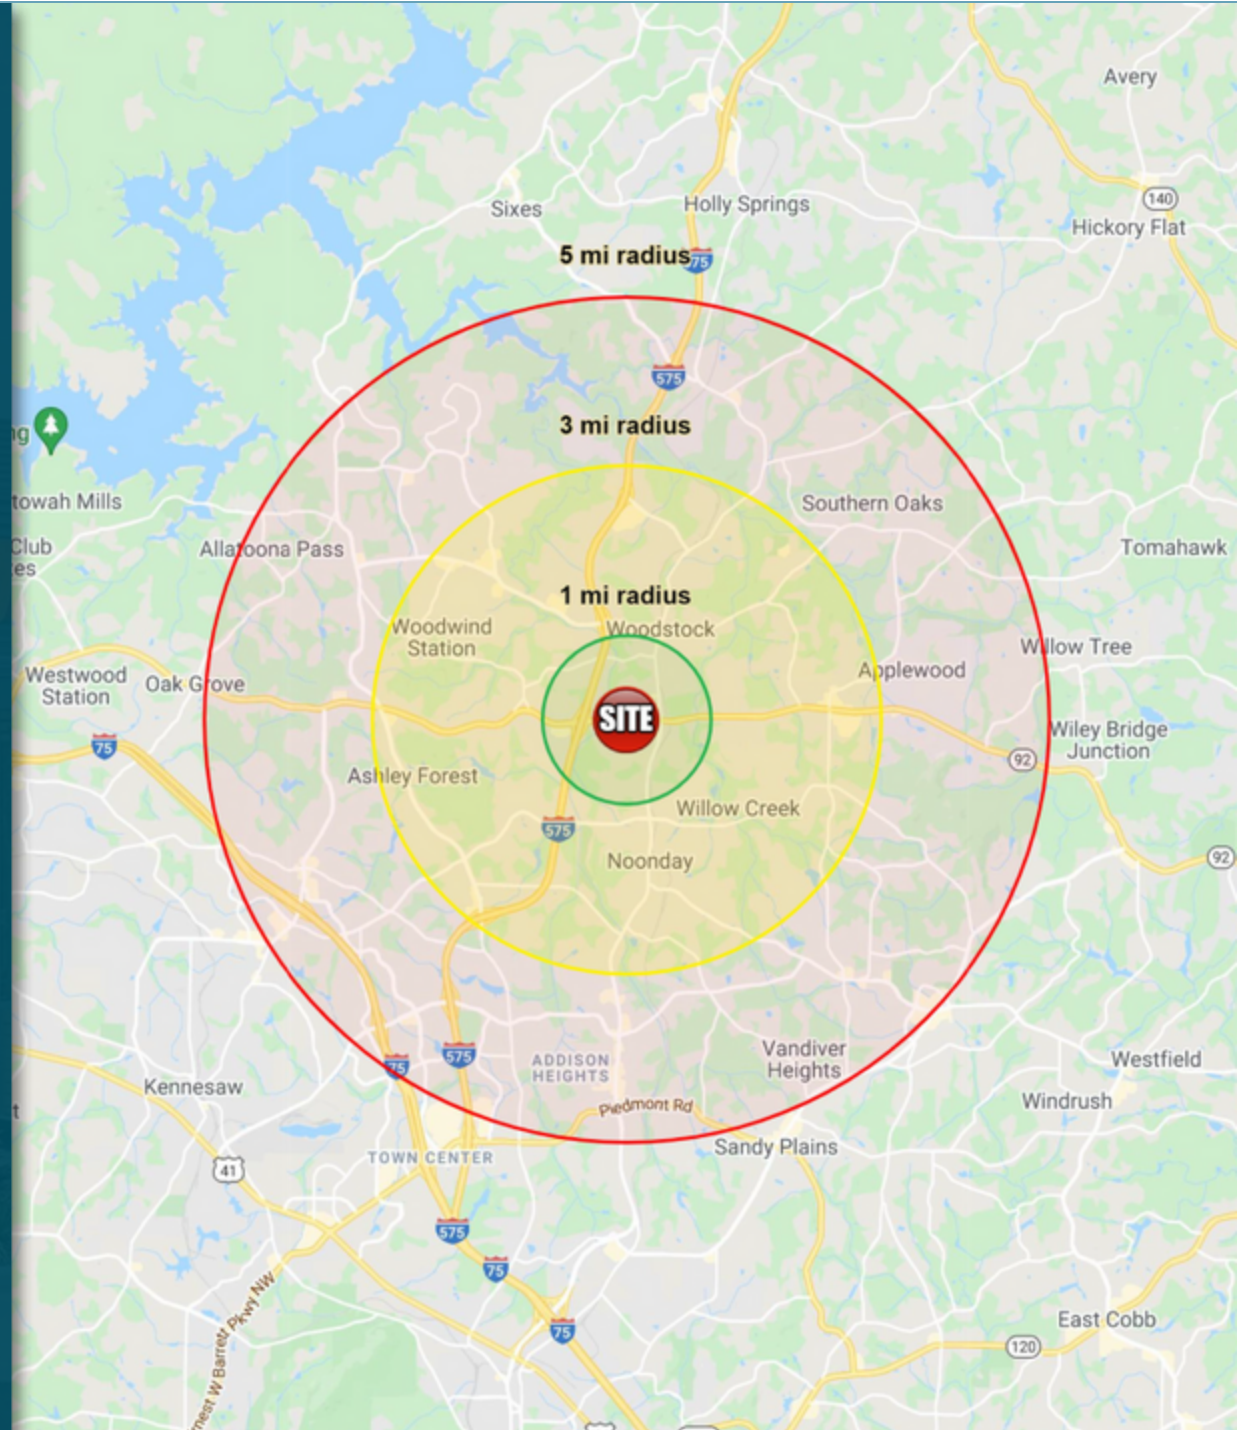 Avery
140
Sixes
Holly Springs
Hickory Flat
5 mi radius
575
3 mi radius
towah Mills
Southern Oaks
Club
es
Allatoona Pass
Tomahawk
1 mi radius
Woodwind
Station
Woodstock
Willow Tree
Westwood
Station
Oak Grove
Applewood
SITE
75
Wiley Bridge
Junction
92
Ashley Forest
Willow Creek
575
92
Noonday
75
575
ADDISON
HEIGHTS
Vandiver
Heights
Westfield
Kennesaw
Windrush
Piedmont Rd
Sandy Plains
TOWN CENTER
41
575
75
East Cobb
75
120
nest W Barrett Pkwy NW